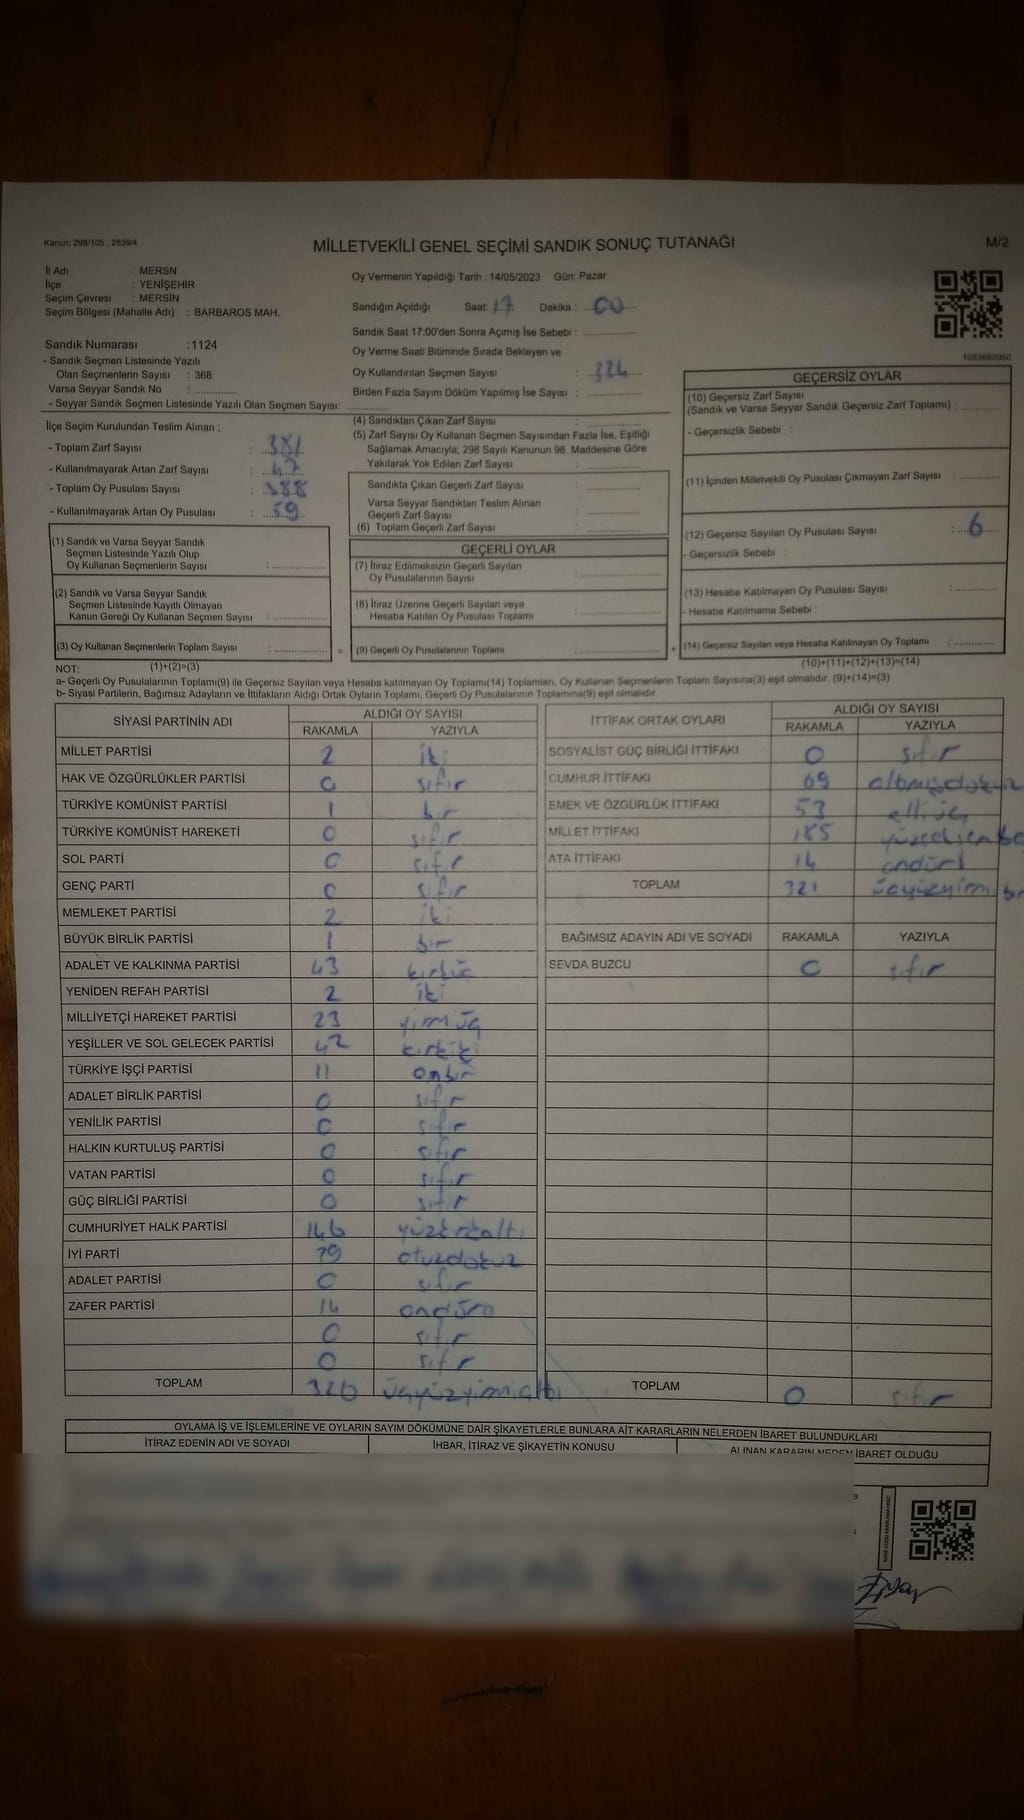 Kanun; 298/105 , 2839/4
MİLLETVEKİLİ GENEL SEÇİMİ SANDIK SONUÇ TUTANAĞI
M/2
İl Adı : MERSN
İlçe : YENİŞEHİR
Seçim Çevresi : MERSİN
Seçim Bölgesi (Mahalle Adı) : BARBAROS MAH.
Oy Vermenin Yapıldığı Tarih : 14/05/2023 Gün: Pazar
Sandığın Açıldığı Saat: 17 Dakika : 00
Sandık Saat 17:00'den Sonra Açımış İse Sebebi : ..............
Oy Verme Saati Bitiminde Sırada Bekleyen ve
Oy Kullandırılan Seçmen Sayısı : 334
Birden Fazla Sayım Döküm Yapılmış İse Sayısı : ..............
Sandık Numarası :1124
- Sandık Seçmen Listesinde Yazılı
Olan Seçmenlerin Sayısı : 368
Varsa Seyyar Sandık No : ..............
- Seyyar Sandık Seçmen Listesinde Yazılı Olan Seçmen Sayısı: ..............
1083680960
İlçe Seçim Kurulundan Teslim Alınan ;
- Toplam Zarf Sayısı : 381
- Kullanılmayarak Artan Zarf Sayısı : 47
- Toplam Oy Pusulası Sayısı : 388
- Kullanılmayarak Artan Oy Pusulası : 59
(4) Sandıktan Çıkan Zarf Sayısı : ..............
(5) Zarf Sayısı Oy Kullanan Seçmen Sayısından Fazla İse, Eşitliği
Sağlamak Amacıyla; 298 Sayılı Kanunun 98. Maddesine Göre
Yakılarak Yok Edilen Zarf Sayısı : ..............
Sandıkta Çıkan Geçerli Zarf Sayısı : ..............
Varsa Seyyar Sandıktan Teslim Alınan
Geçerli Zarf Sayısı : ..............
(6) Toplam Geçerli Zarf Sayısı : ..............
GEÇERSİZ OYLAR
(10) Geçersiz Zarf Sayısı
(Sandık ve Varsa Seyyar Sandık Geçersiz Zarf Toplamı) : ..............
- Geçersizlik Sebebi :
(11) İçinden Milletvekili Oy Pusulası Çıkmayan Zarf Sayısı : ..............
(12) Geçersiz Sayılan Oy Pusulası Sayısı : 6
- Geçersizlik Sebebi :
(13) Hesaba Katılmayan Oy Pusulası Sayısı : ..............
- Hesaba Katılmama Sebebi :
(14) Geçersiz Sayılan veya Hesaba Katılmayan Oy Toplamı : ..............
(1) Sandık ve Varsa Seyyar Sandık
Seçmen Listesinde Yazılı Olup
Oy Kullanan Seçmenlerin Sayısı : ..............
(2) Sandık ve Varsa Seyyar Sandık
Seçmen Listesinde Kayıtlı Olmayan
Kanun Gereği Oy Kullanan Seçmen Sayısı : ..............
(3) Oy Kullanan Seçmenlerin Toplam Sayısı : ..............
GEÇERLİ OYLAR
(7) İtiraz Edilmeksizin Geçerli Sayılan
Oy Pusulalarının Sayısı : ..............
(8) İtiraz Üzerine Geçerli Sayılan veya
Hesaba Katılan Oy Pusulası Toplamı : ..............
= (9) Geçerli Oy Pusulalarının Toplamı : .............. +
NOT: (1)+(2)=(3) (10)+(11)+(12)+(13)=(14)
a- Geçerli Oy Pusulalarının Toplam(9) ile Geçersiz Sayılan veya Hesaba katılmayan Oy Toplamı(14) Toplamları, Oy Kullanan Seçmenlerin Toplam Sayısına(3) eşit olmalıdır. (9)+(14)=(3)
b- Siyasi Partilerin, Bağımsız Adayların ve İttifakların Aldığı Ortak Oyların Toplamı, Geçerli Oy Pusulalarının Toplamına(9) eşit olmalıdır.
SİYASİ PARTİNİN ADI ALDIĞI OY SAYISI
RAKAMLA YAZIYLA
MİLLET PARTİSİ 2 iki
HAK VE ÖZGÜRLÜKLER PARTİSİ 0 sıfır
TÜRKİYE KOMÜNİST PARTİSİ 1 bir
TÜRKİYE KOMÜNİST HAREKETİ 0 sıfır
SOL PARTİ 0 sıfır
GENÇ PARTİ 0 sıfır
MEMLEKET PARTİSİ 2 iki
BÜYÜK BİRLİK PARTİSİ 1 bir
ADALET VE KALKINMA PARTİSİ 43 kırküç
YENİDEN REFAH PARTİSİ 2 iki
MİLLİYETÇİ HAREKET PARTİSİ 23 yirmüç
YEŞİLLER VE SOL GELECEK PARTİSİ 42 kırkiki
TÜRKİYE İŞÇİ PARTİSİ 11 onbir
ADALET BİRLİK PARTİSİ 0 sıfır
YENİLİK PARTİSİ 0 sıfır
HALKIN KURTULUŞ PARTİSİ 0 sıfır
VATAN PARTİSİ 0 sıfır
GÜÇ BİRLİĞİ PARTİSİ 0 sıfır
CUMHURİYET HALK PARTİSİ 146 yüzkırkaltı
İYİ PARTİ 39 otuzdokuz
ADALET PARTİSİ 0 sıfır
ZAFER PARTİSİ 14 ondört
0 sıfır
0 sıfır
TOPLAM 326 üçyüzyirmialtı
İTTİFAK ORTAK OYLARI ALDIĞI OY SAYISI
RAKAMLA YAZIYLA
SOSYALİST GÜÇ BİRLİĞİ İTTİFAKI 0 sıfır
CUMHUR İTTİFAKI 69 altmışdokuz
EMEK VE ÖZGÜRLÜK İTTİFAKI 53 elliüç
MİLLET İTTİFAKI 185
ATA İTTİFAKI 14 ondört
TOPLAM 321 üçyüzyirmibir
BAĞIMSIZ ADAYIN ADI VE SOYADI RAKAMLA YAZIYLA
SEVDA BUZCU 0 sıfır
TOPLAM 0 sıfır
OYLAMA İŞ VE İŞLEMLERİNE VE OYLARIN SAYIM DÖKÜMÜNE DAİR ŞİKAYETLERLE BUNLARA AİT KARARLARIN NELERDEN İBARET BULUNDUKLARI
İTİRAZ EDENİN ADI VE SOYADI İHBAR, İTİRAZ VE ŞİKAYETİN KONUSU ALINAN KARARIN NEDEN İBARET OLDUĞU